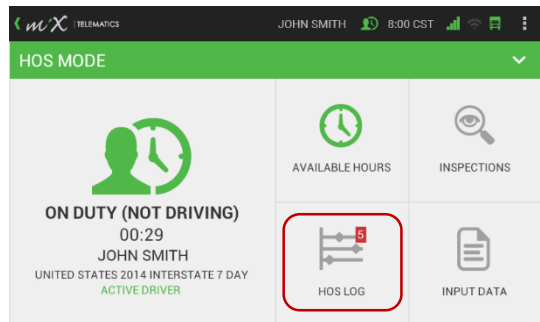 miX TELEMATICS
JOHN SMITH 8:00 CST
HOS MODE
AVAILABLE HOURS
INSPECTIONS
ON DUTY (NOT DRIVING)
00:29
JOHN SMITH
UNITED STATES 2014 INTERSTATE 7 DAY
ACTIVE DRIVER
5
HOS LOG
INPUT DATA